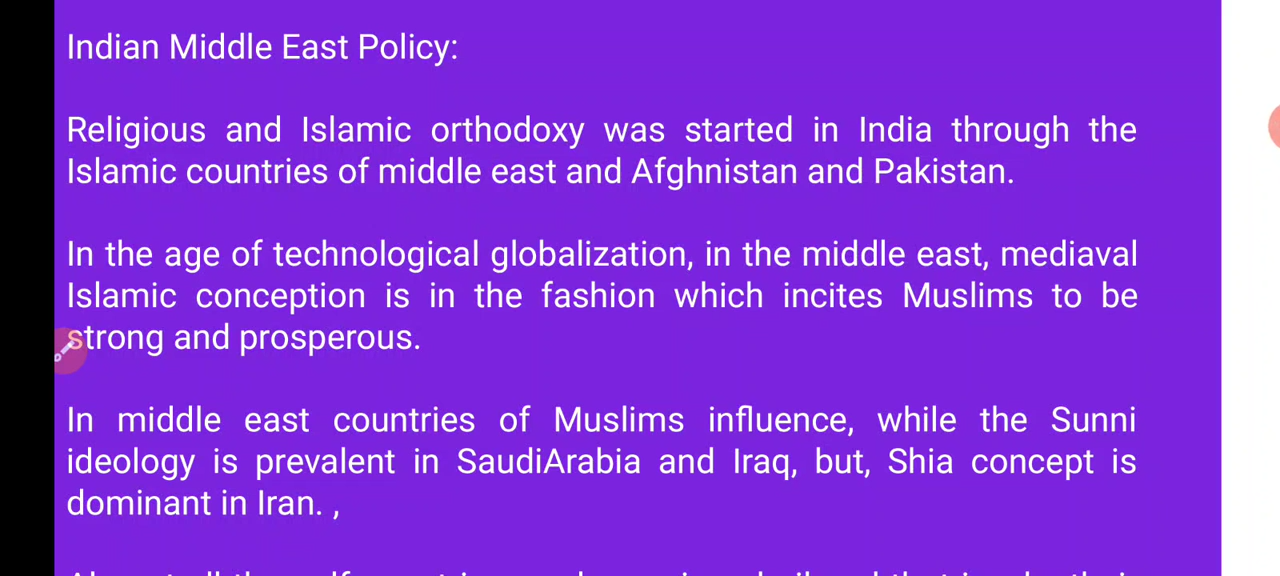 Indian Middle East Policy:
Religious and Islamic orthodoxy was started in India through the
Islamic countries of middle east and Afghnistan and Pakistan.
In the age of technological globalization, in the middle east, mediaval
Islamic conception is in the fashion which incites Muslims to be
strong and prosperous.
In middle east countries of Muslims influence, while the Sunni
ideology is prevalent in SaudiArabia and Iraq, but, Shia concept is
dominant in Iran. ,